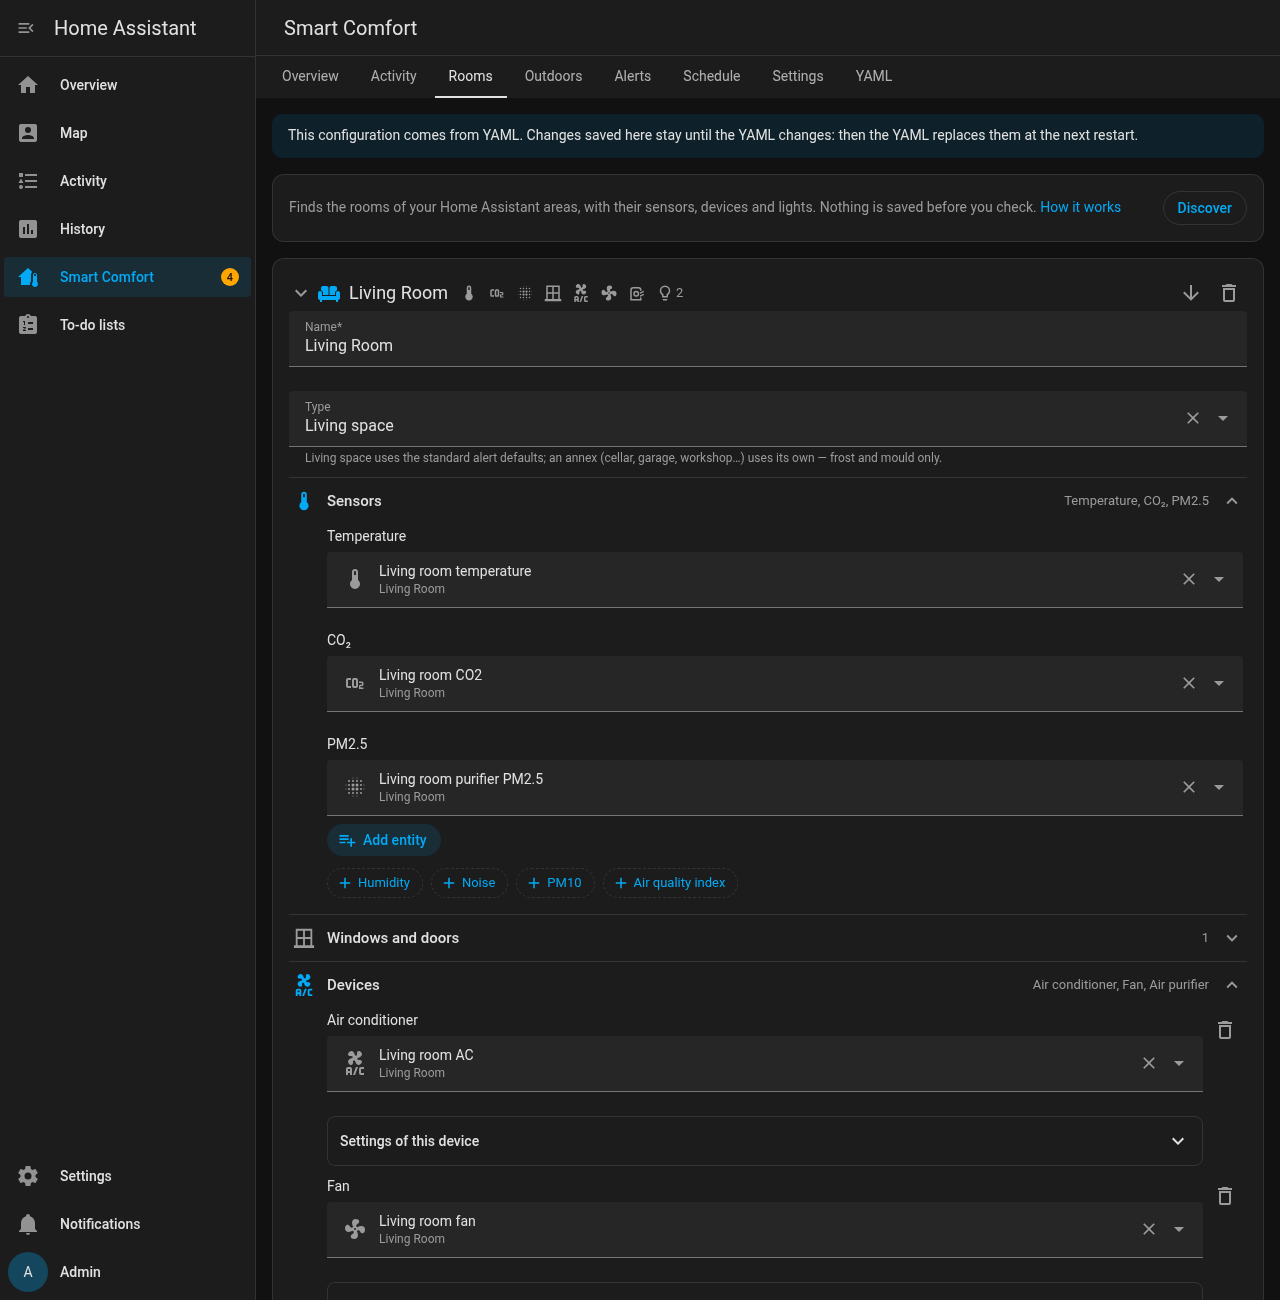 Home Assistant
Smart Comfort
Overview
Activity
Rooms
Outdoors
Alerts
Schedule
Settings
YAML
Overview
Map
Activity
History
Smart Comfort
4
To-do lists
Settings
Notifications
A
Admin
This configuration comes from YAML. Changes saved here stay until the YAML changes: then the YAML replaces them at the next restart.
Finds the rooms of your Home Assistant areas, with their sensors, devices and lights. Nothing is saved before you check. How it works
Discover
Living Room
CO₂
A/C
2
Name*
Living Room
Type
Living space
Living space uses the standard alert defaults; an annex (cellar, garage, workshop...) uses its own — frost and mould only.
Sensors
Temperature, CO₂, PM2.5
Temperature
Living room temperature
Living Room
CO₂
CO₂
Living room CO2
Living Room
PM2.5
Living room purifier PM2.5
Living Room
Add entity
Humidity
Noise
PM10
Air quality index
Windows and doors
1
A/C
Devices
Air conditioner, Fan, Air purifier
Air conditioner
A/C
Living room AC
Living Room
Settings of this device
Fan
Living room fan
Living Room